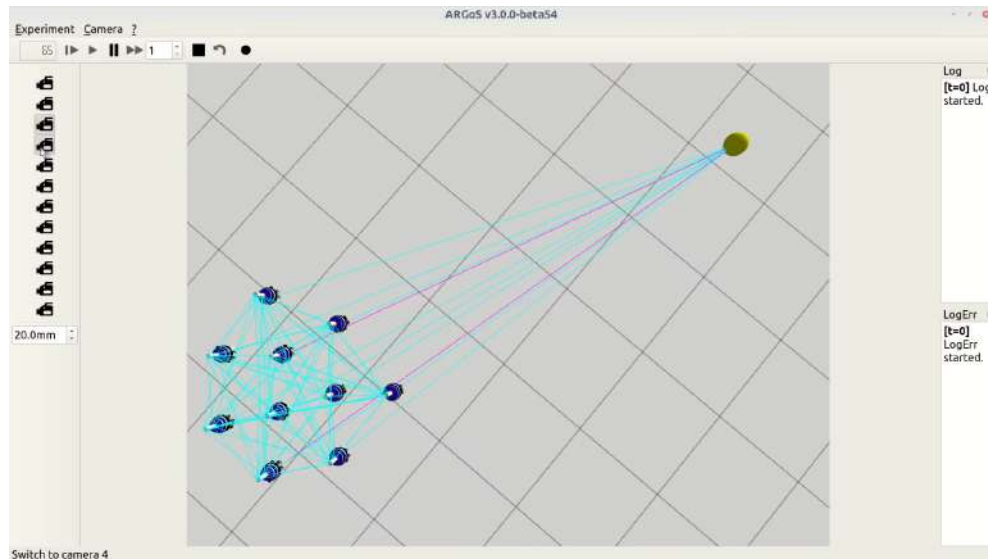 ARGoS v3.0.0-beta54
Experiment Camera ?
65
1
Log
[t=0] Log
started.
20.0mm
LogErr
[t=0]
LogErr
started.
Switch to camera 4